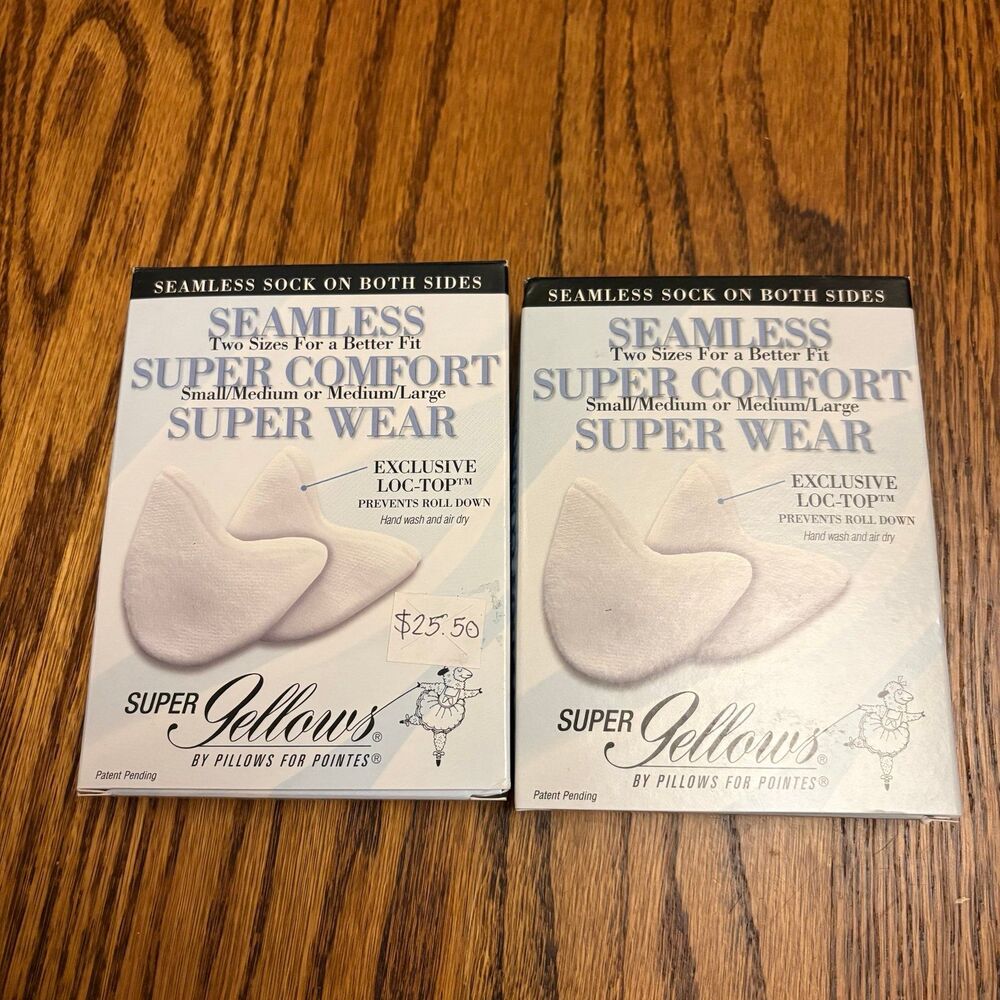 SEAMLESS SOCK ON BOTH SIDES
SEAMLESS
Two Sizes For a Better Fit
SUPER COMFORT
Small/Medium or Medium/Large
SUPER WEAR
EXCLUSIVE
LOC-TOP™
PREVENTS ROLL DOWN
Hand wash and air dry
$25.50
SUPER Gellows®
BY PILLOWS FOR POINTES®
Patent Pending
SEAMLESS SOCK ON BOTH SIDES
SEAMLESS
Two Sizes For a Better Fit
SUPER COMFORT
Small/Medium or Medium/Large
SUPER WEAR
EXCLUSIVE
LOC-TOP™
PREVENTS ROLL DOWN
Hand wash and air dry
SUPER Gellows®
BY PILLOWS FOR POINTES®
Patent Pending